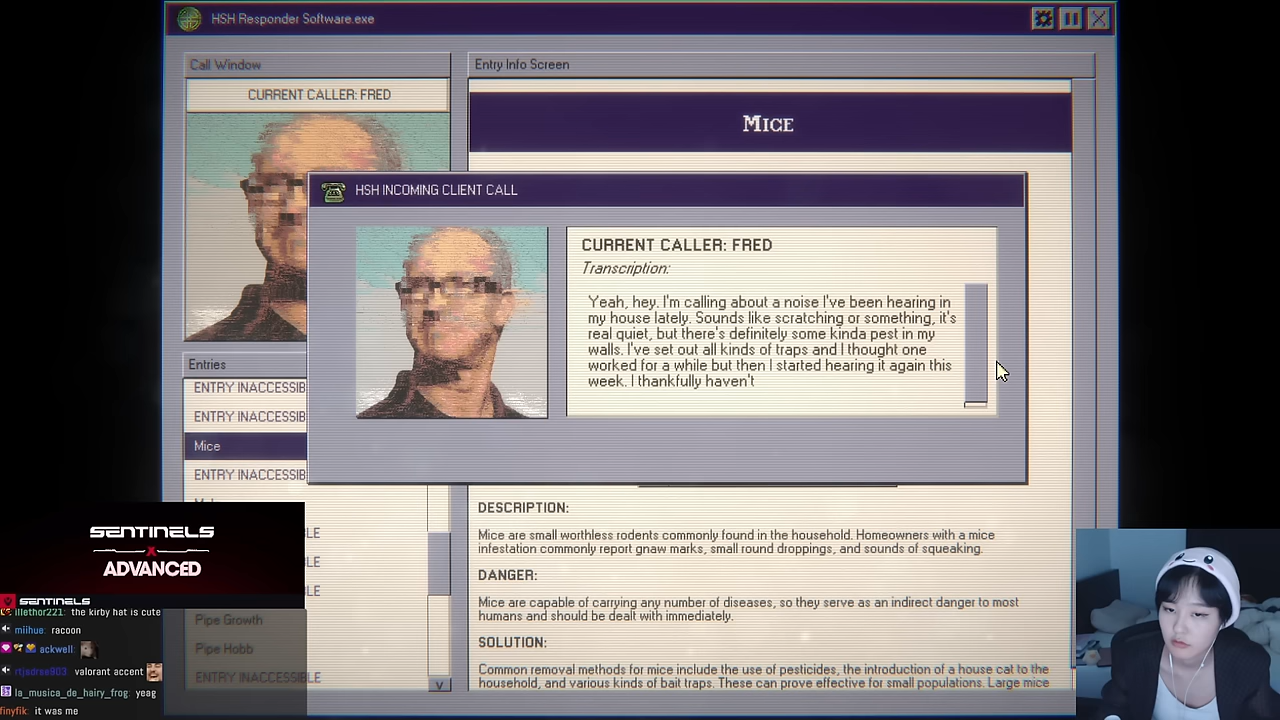 HSH Responder Software.exe
Call Window
Entry Info Screen
CURRENT CALLER: FRED
MICE
HSH INCOMING CLIENT CALL
CURRENT CALLER: FRED
Transcription:
Yeah, hey. I'm calling about a noise I've been hearing in
my house lately. Sounds like scratching or something, it's
real quiet, but there's definitely some kinda pest in my
walls. I've set out all kinds of traps and I thought one
worked for a while but then I started hearing it again this
week. I thankfully haven't
Entries
ENTRY INACCESSIB
ENTRY INACCESSIB
Mice
ENTRY INACCESSIB
Pipe Growth
Pipe Hobb
ENTRY INACCESSIBLE
DESCRIPTION:
Mice are small worthless rodents commonly found in the household. Homeowners with a mice
infestation commonly report gnaw marks, small round droppings, and sounds of squeaking.
DANGER:
Mice are capable of carrying any number of diseases, so they serve as an indirect danger to most
humans and should be dealt with immediately.
SOLUTION:
Common removal methods for mice include the use of pesticides, the introduction of a house cat to the
household, and various kinds of bait traps. These can prove effective for small populations. Large mice
SENTINELS
X
ADVANCED
SENTINELS
illethor221: the kirby hat is cute
miihua: racoon
ackwell:
valorant accent
la_musica_de_hairy_frog: yeag
finyfik: it was me